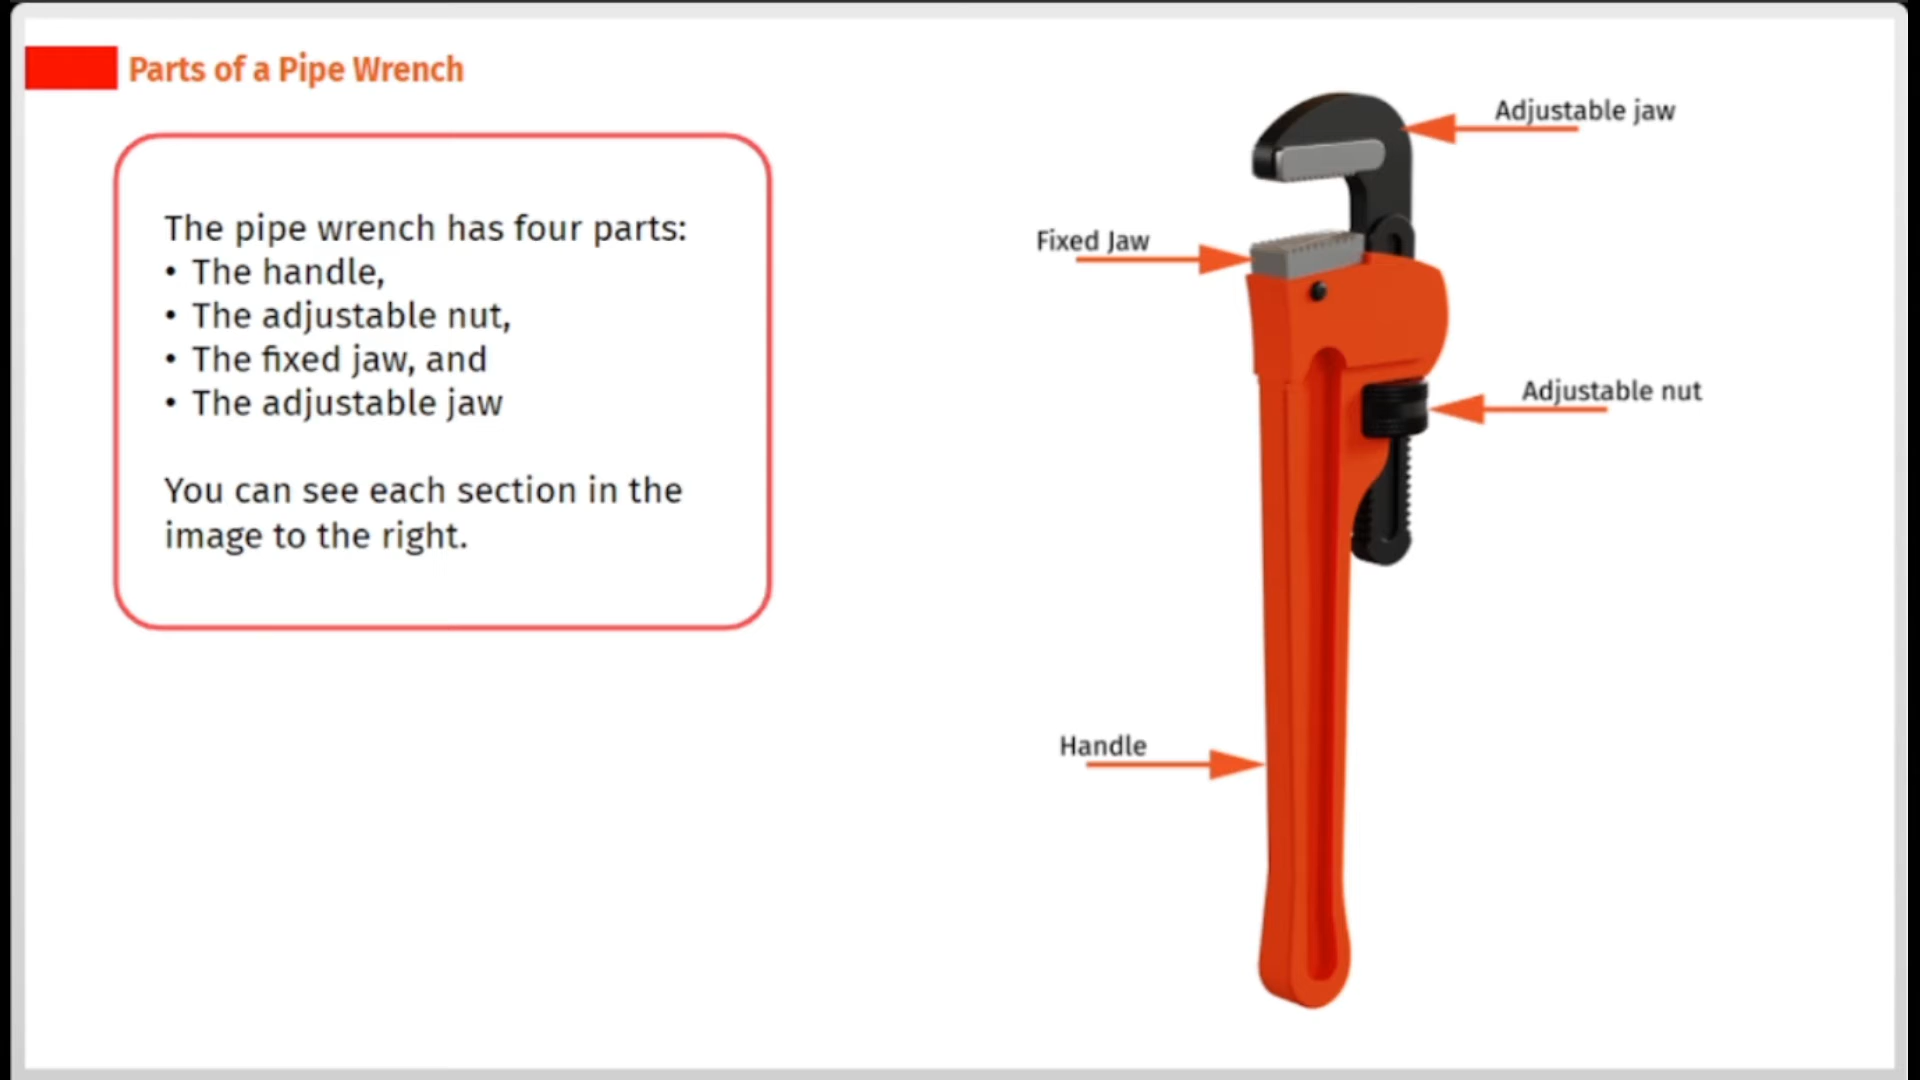 Parts of a Pipe Wrench
The pipe wrench has four parts:
• The handle,
• The adjustable nut,
• The fixed jaw, and
• The adjustable jaw
You can see each section in the
image to the right.
Adjustable jaw
Fixed Jaw
Adjustable nut
Handle